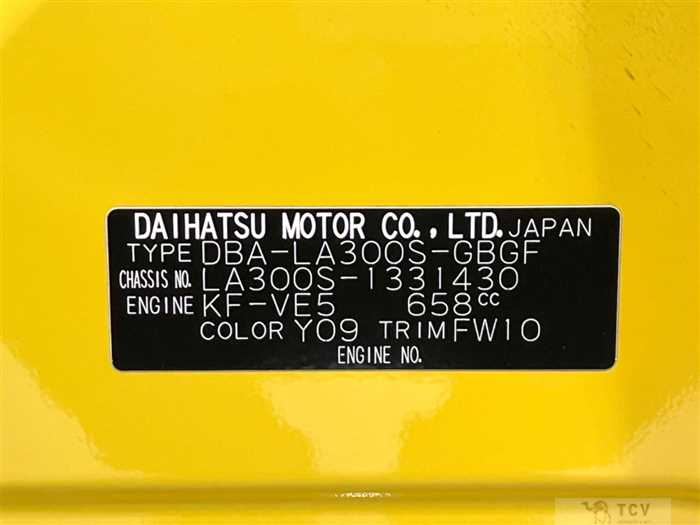 DAIHATSU MOTOR CO., LTD. JAPAN
TYPE DBA-LA300S-GBGF
CHASSIS NO. LA300S-1331430
ENGINE KF-VE5 658cc
COLOR Y09 TRIM FW10
ENGINE NO.
TCV